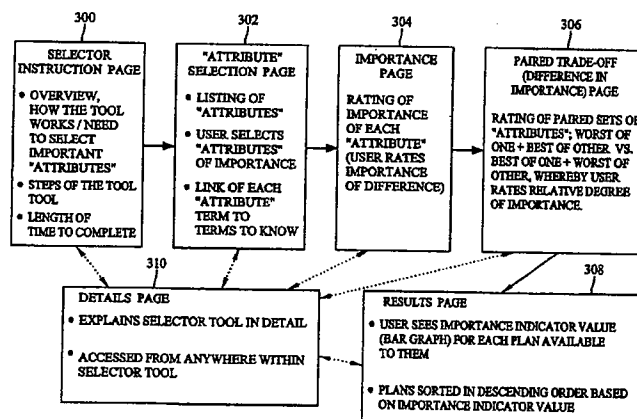 300
302
304
306
SELECTOR
INSTRUCTION PAGE
• OVERVIEW,
HOW THE TOOL
WORKS / NEED
TO SELECT
IMPORTANT
"ATTRIBUTES"
• STEPS OF THE TOOL
TOOL
• LENGTH OF
TIME TO COMPLETE
"ATTRIBUTE"
SELECTION PAGE
• LISTING OF
"ATTRIBUTES"
• USER SELECTS
"ATTRIBUTES"
OF IMPORTANCE
• LINK OF EACH
"ATTRIBUTE"
TERM TO
TERMS TO KNOW
IMPORTANCE
PAGE
RATING OF
IMPORTANCE
OF EACH
"ATTRIBUTE"
(USER RATES
IMPORTANCE
OF DIFFERENCE)
PAIRED TRADE-OFF
(DIFFERENCE IN
IMPORTANCE) PAGE
RATING OF PAIRED SETS OF
"ATTRIBUTES"; WORST OF
ONE + BEST OF OTHER VS.
BEST OF ONE + WORST OF
OTHER, WHEREBY USER
RATES RELATIVE DEGREE
OF IMPORTANCE.
310
DETAILS PAGE
• EXPLAINS SELECTOR TOOL IN DETAIL
• ACCESSED FROM ANYWHERE WITHIN
SELECTOR TOOL
308
RESULTS PAGE
• USER SEES IMPORTANCE INDICATOR VALUE
(BAR GRAPH) FOR EACH PLAN AVAILABLE
TO THEM
• PLANS SORTED IN DESCENDING ORDER BASED
ON IMPORTANCE INDICATOR VALUE